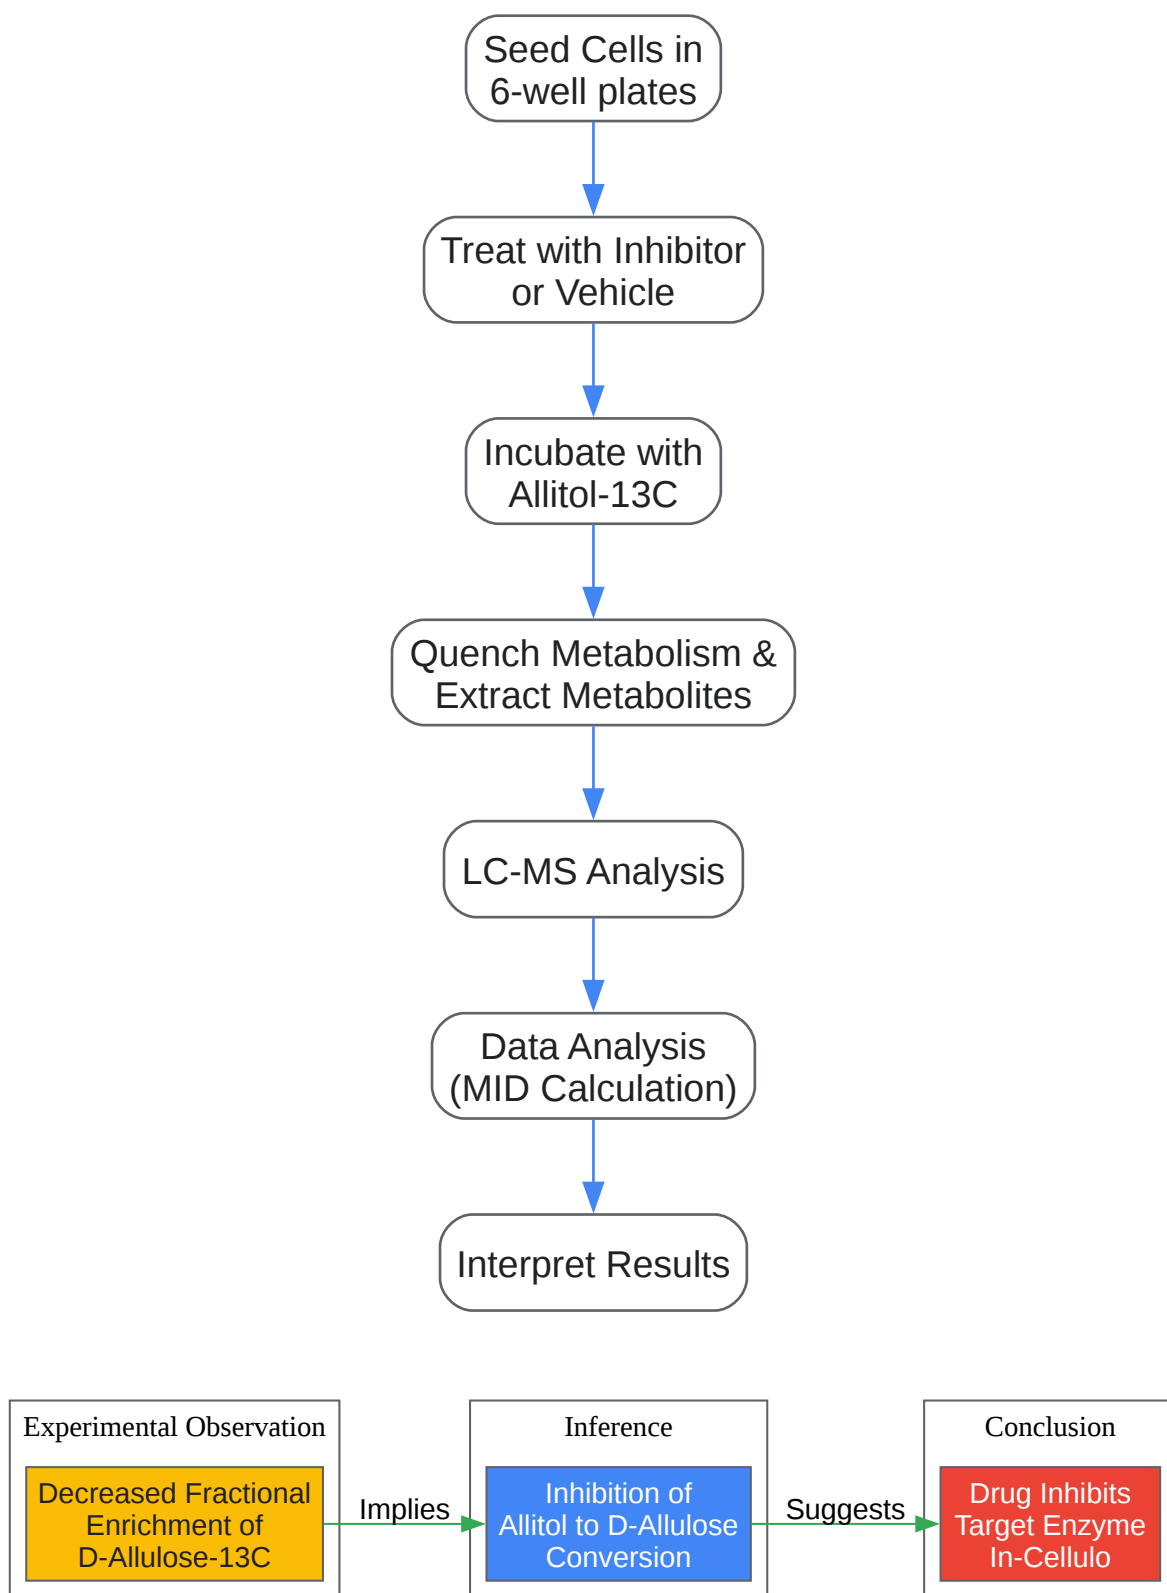 Seed Cells in
6-well plates
Treat with Inhibitor
or Vehicle
Incubate with
Allitol-13C
Quench Metabolism &
Extract Metabolites
LC-MS Analysis
Data Analysis
(MID Calculation)
Interpret Results
Experimental Observation
Decreased Fractional
Enrichment of
D-Allulose-13C
Implies
Inference
Inhibition of
Allitol to D-Allulose
Conversion
Suggests
Conclusion
Drug Inhibits
Target Enzyme
In-Cellulo